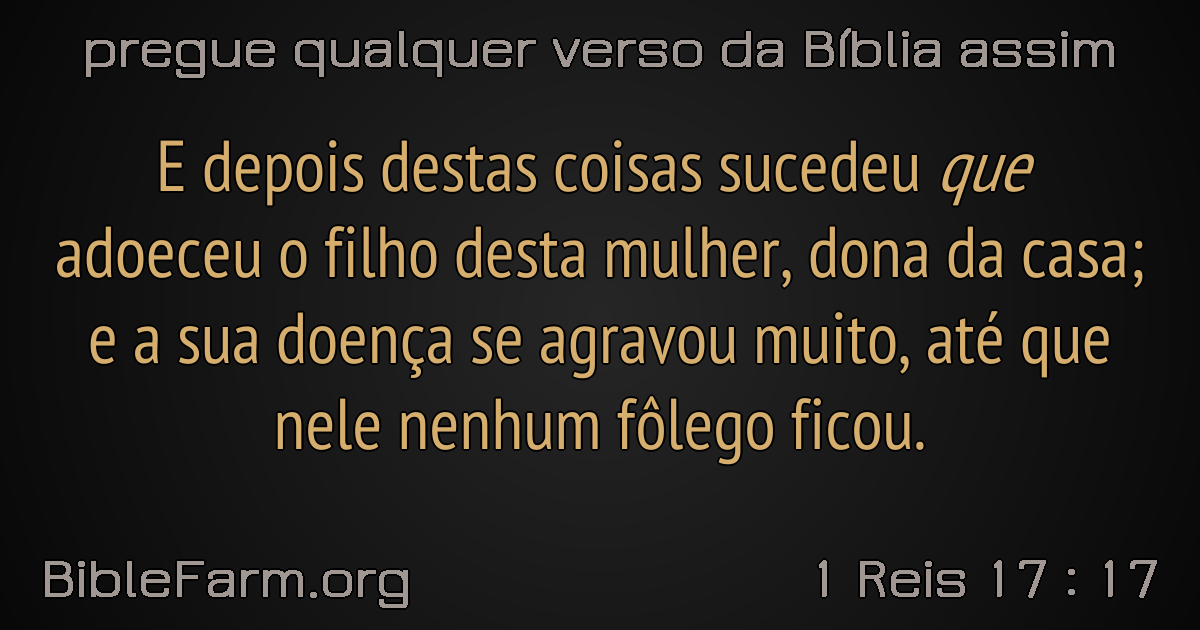 pregue qualquer verso da Bíblia assim
E depois destas coisas sucedeu que
adoeceu o filho desta mulher, dona da casa;
e a sua doença se agravou muito, até que
nele nenhum fôlego ficou.
BibleFarm.org
1 Reis 17 : 17